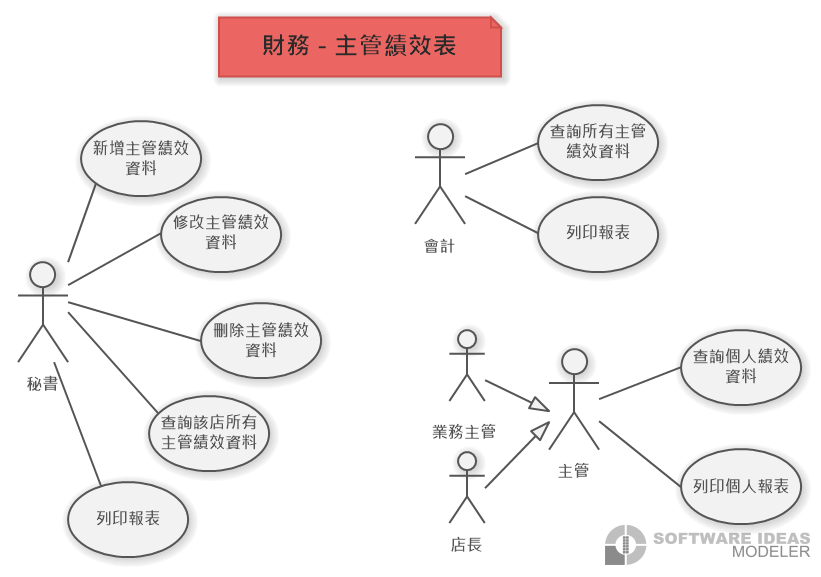 財務 - 主管績效表
新增主管績效
資料
修改主管績效
資料
刪除主管績效
資料
查詢該店所有
主管績效資料
列印報表
秘書
查詢所有主管
績效資料
列印報表
會計
業務主管
店長
主管
查詢個人績效
資料
列印個人報表
SOFTWARE IDEAS
MODELER